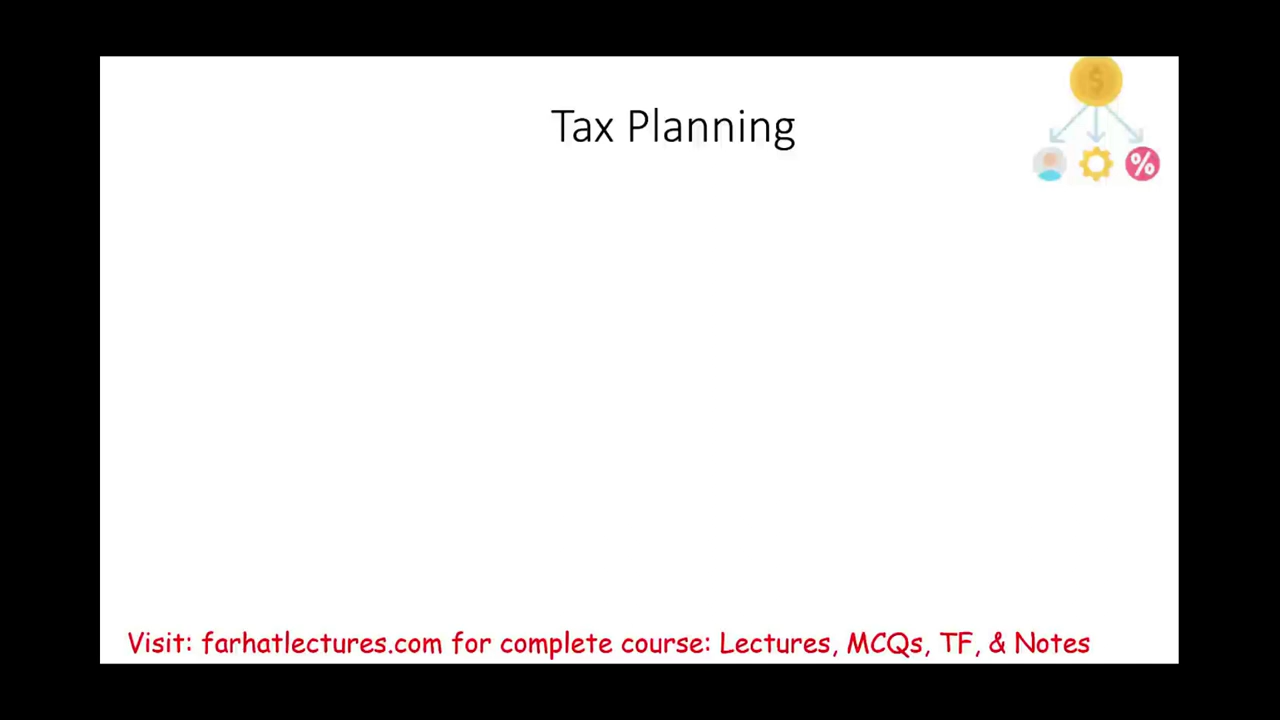 $
Tax Planning
%
Visit: farhatlectures.com for complete course: Lectures, MCQs, TF, & Notes